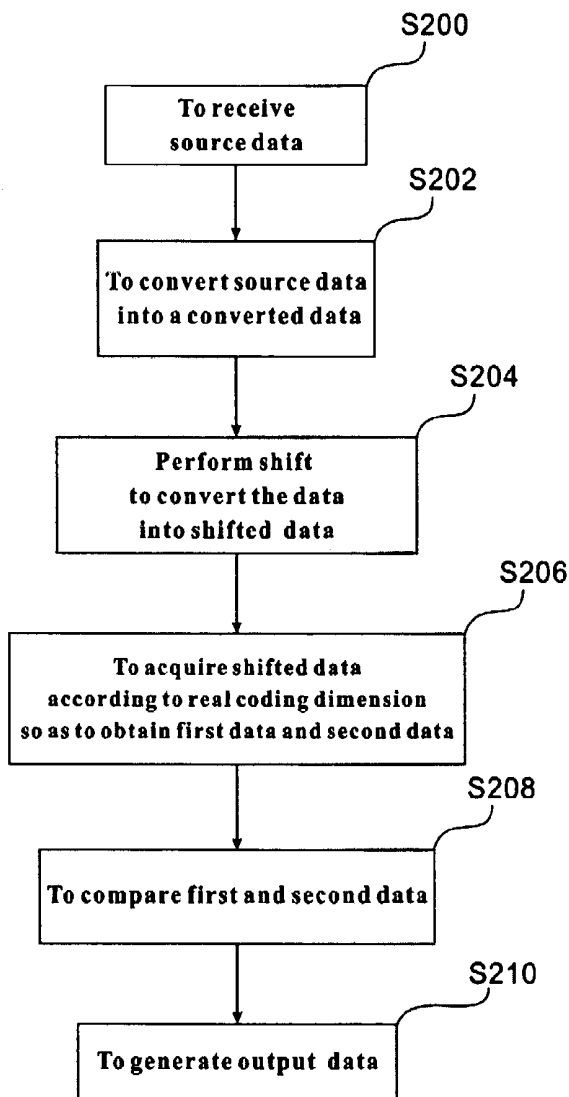 S200
To receive
source data
S202
To convert source data
into a converted data
S204
Perform shift
to convert the data
into shifted data
S206
To acquire shifted data
according to real coding dimension
so as to obtain first data and second data
S208
To compare first and second data
S210
To generate output data